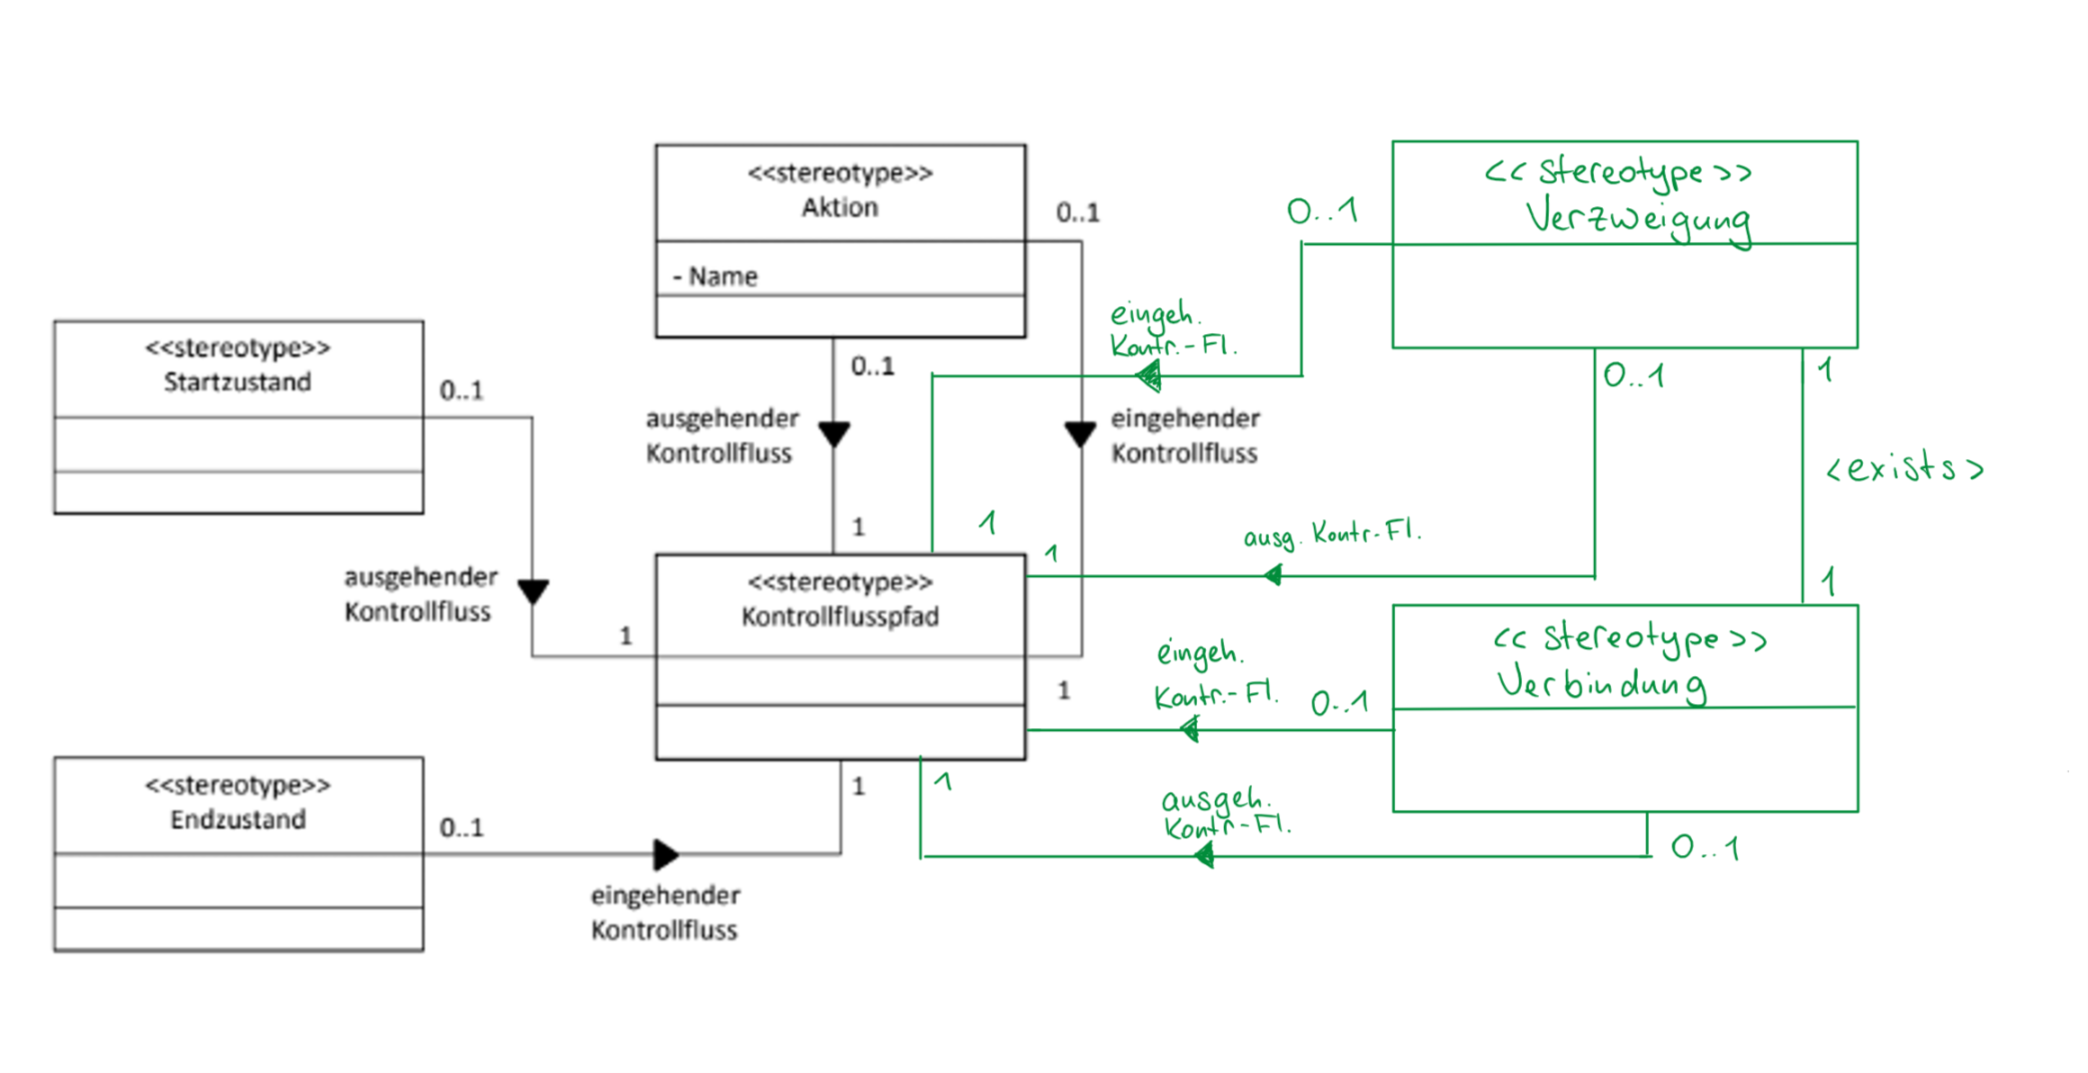 <<stereotype>>
Aktion
- Name
0..1
0..1
ausgehender
Kontrollfluss
1
eingehender
Kontrollfluss
1
<<stereotype>>
Startzustand
0..1
ausgehender
Kontrollfluss
1
<<stereotype>>
Kontrollflusspfad
<<stereotype>>
Endzustand
0..1
eingehender
Kontrollfluss
1
<< stereotype >>
Verzweigung
0..1
eingeh.
Kontr.-Fl.
1
0..1
ausg. Kontr-Fl.
1
1
<exists>
1
<< stereotype >>
Verbindung
0..1
eingeh.
Kontr.-Fl.
0..1
ausgeh.
Kontr-Fl.
1